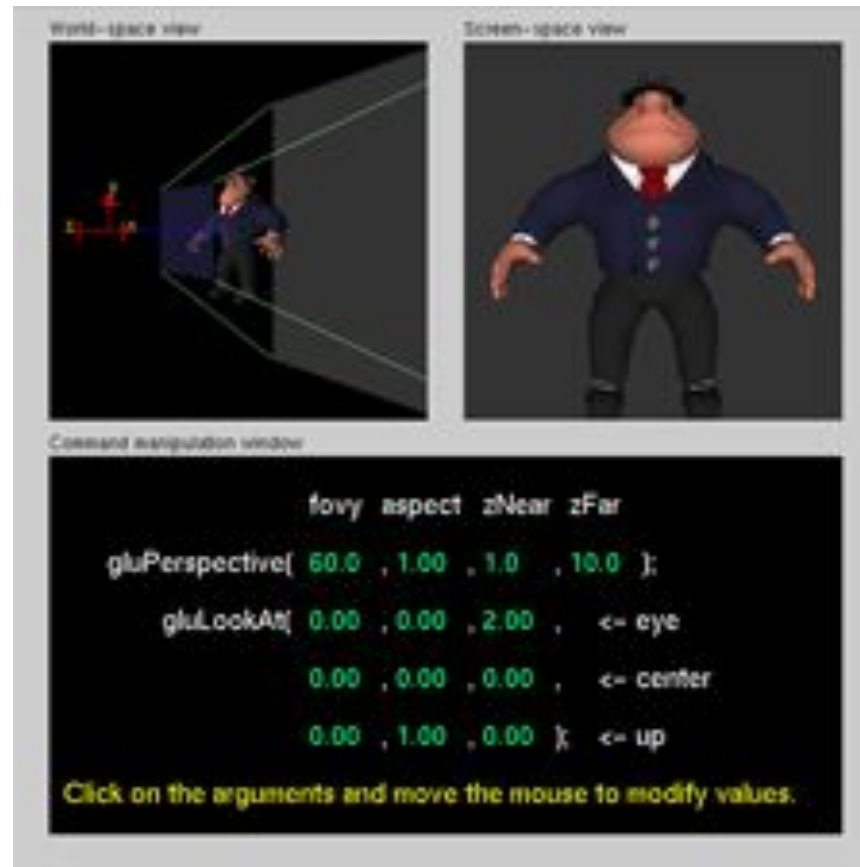 World-space view
Screen-space view
Command manipulation window
fovy aspect zNear zFar
gluPerspective( 60.0 , 1.00 , 1.0 , 10.0 );
gluLookAt( 0.00 , 0.00 , 2.00 , <- eye
0.00 , 0.00 , 0.00 , <- center
0.00 , 1.00 , 0.00 ); <- up
Click on the arguments and move the mouse to modify values.